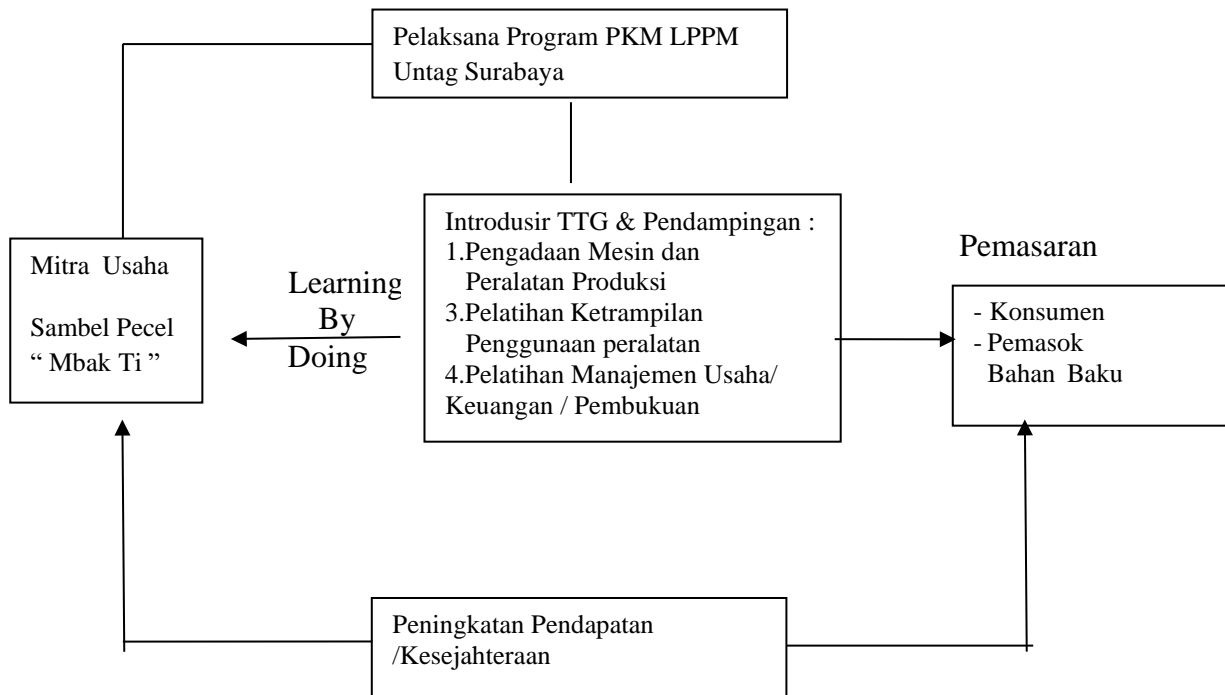 Pelaksana Program PKM LPPM
Untag Surabaya
Mitra Usaha
Sambel Pecel
“ Mbak Ti ”
Learning
By
Doing
Introdusir TTG & Pendampingan :
1.Pengadaan Mesin dan
Peralatan Produksi
3.Pelatihan Ketrampilan
Penggunaan peralatan
4.Pelatihan Manajemen Usaha/
Keuangan / Pembukuan
Pemasaran
- Konsumen
- Pemasok
Bahan Baku
Peningkatan Pendapatan
/Kesejahteraan